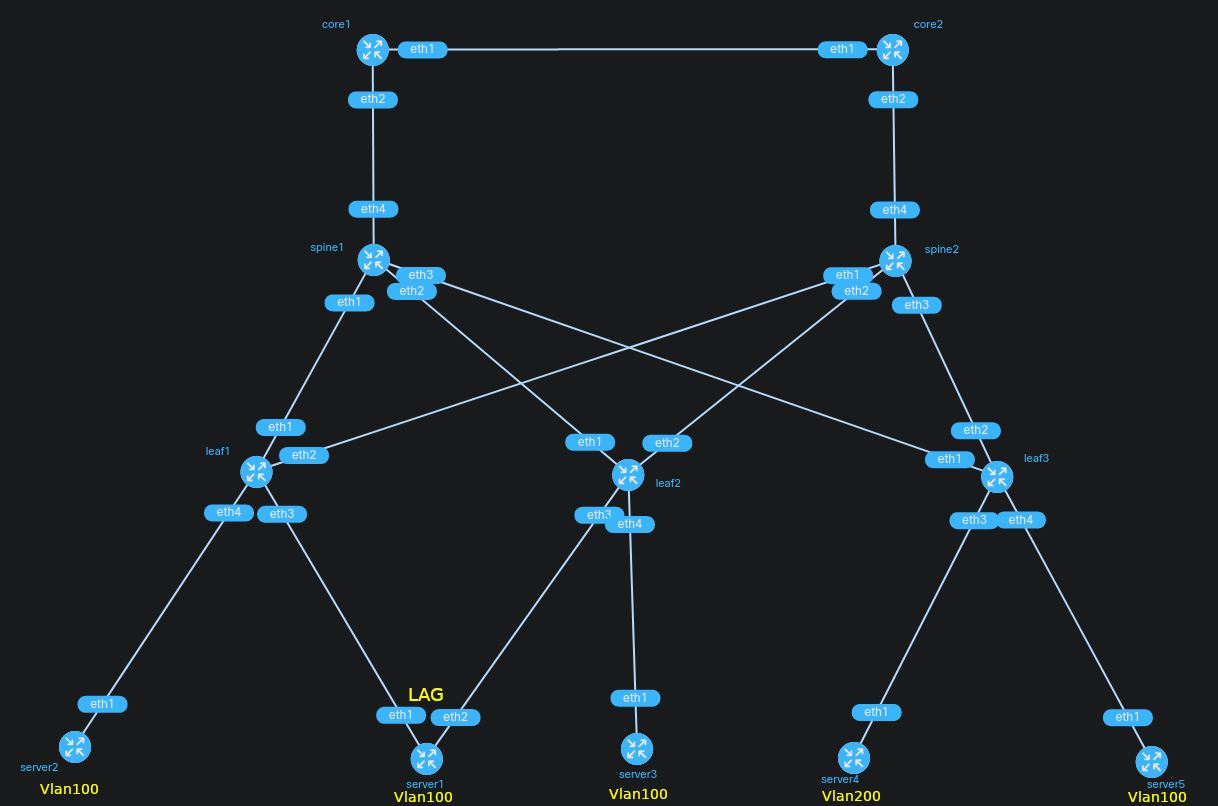 core1
core2
eth1
eth1
eth2
eth2
eth4
eth4
spine1
spine2
eth3
eth1
eth2
eth2
eth1
eth3
eth1
eth2
eth1
eth2
leaf1
eth2
eth1
leaf3
leaf2
eth4
eth3
eth3
eth4
eth3
eth4
LAG
eth1
eth1
eth1
eth2
eth1
eth1
server2
server1
server3
server4
server5
Vlan100
Vlan100
Vlan100
Vlan200
Vlan100